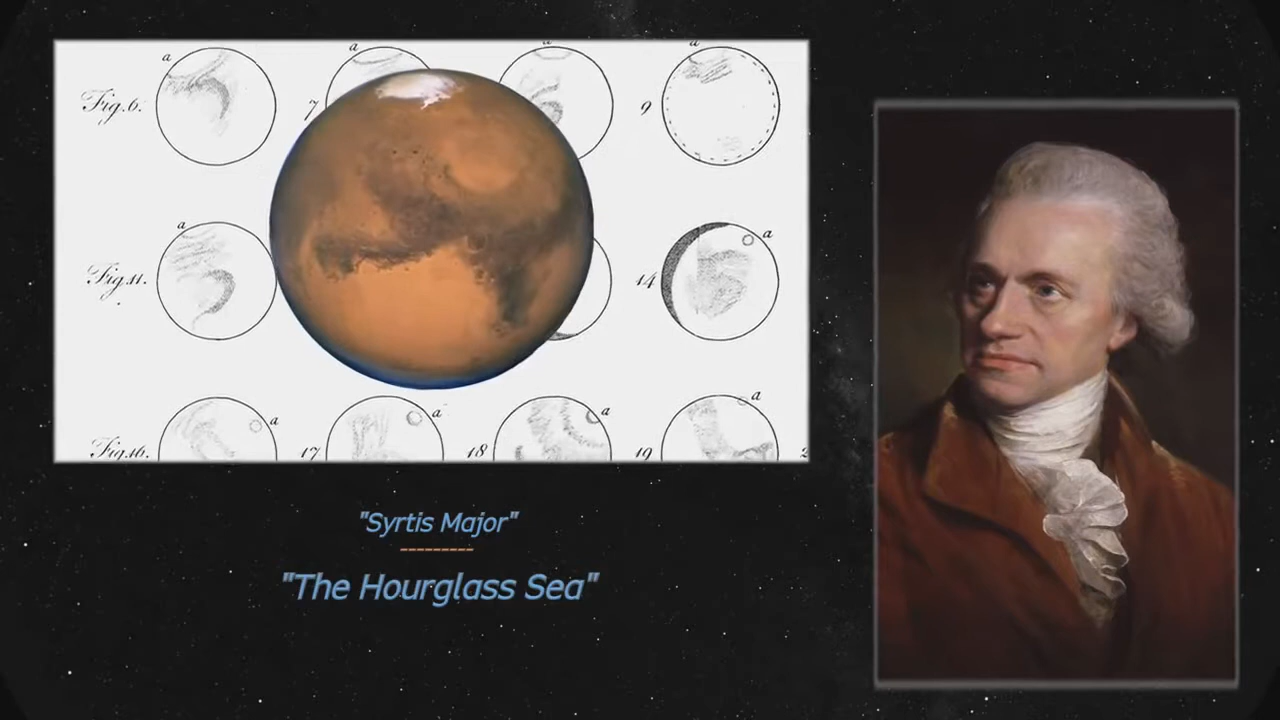 a a a a
Fig.6. 7 9
a a
Fig.11. 14
a a a a
Fig.16. 17 18 19
"Syrtis Major"
---------
"The Hourglass Sea"